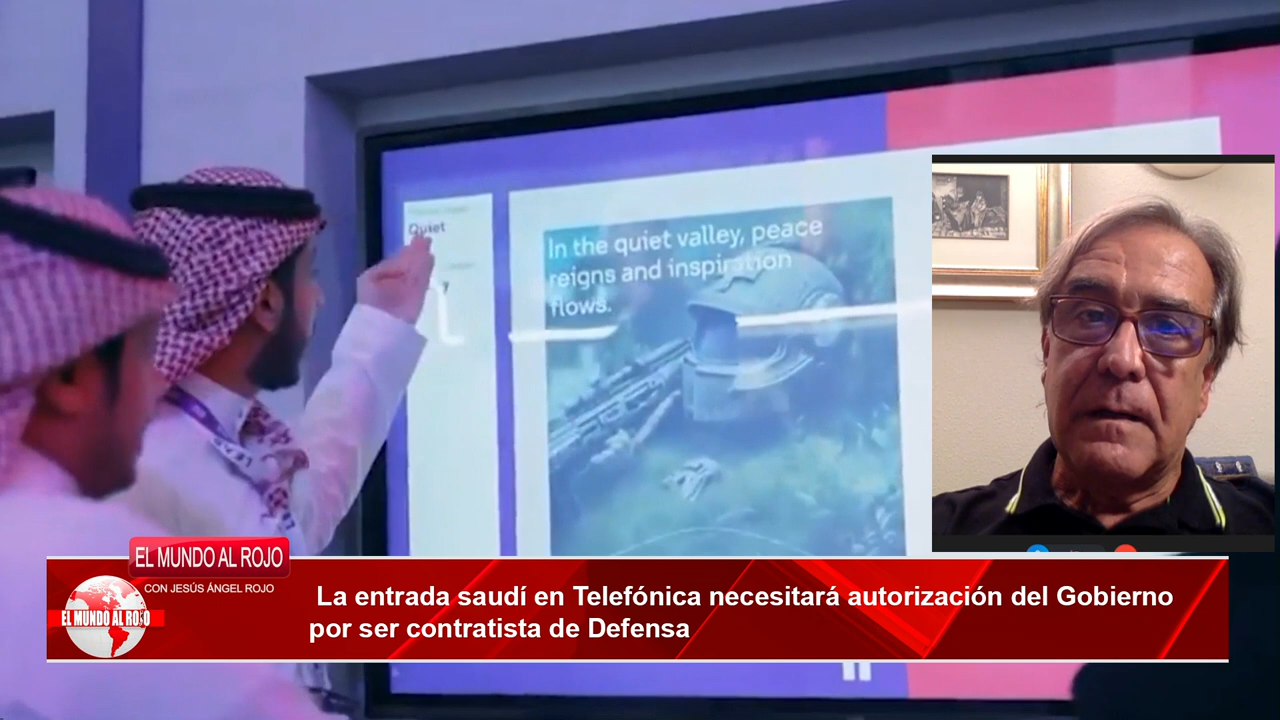 Quiet
In the quiet valley, peace
reigns and inspiration
flows.
EL MUNDO AL ROJO
CON JESÚS ÁNGEL ROJO
EL MUNDO AL ROJO
La entrada saudí en Telefónica necesitará autorización del Gobierno
por ser contratista de Defensa